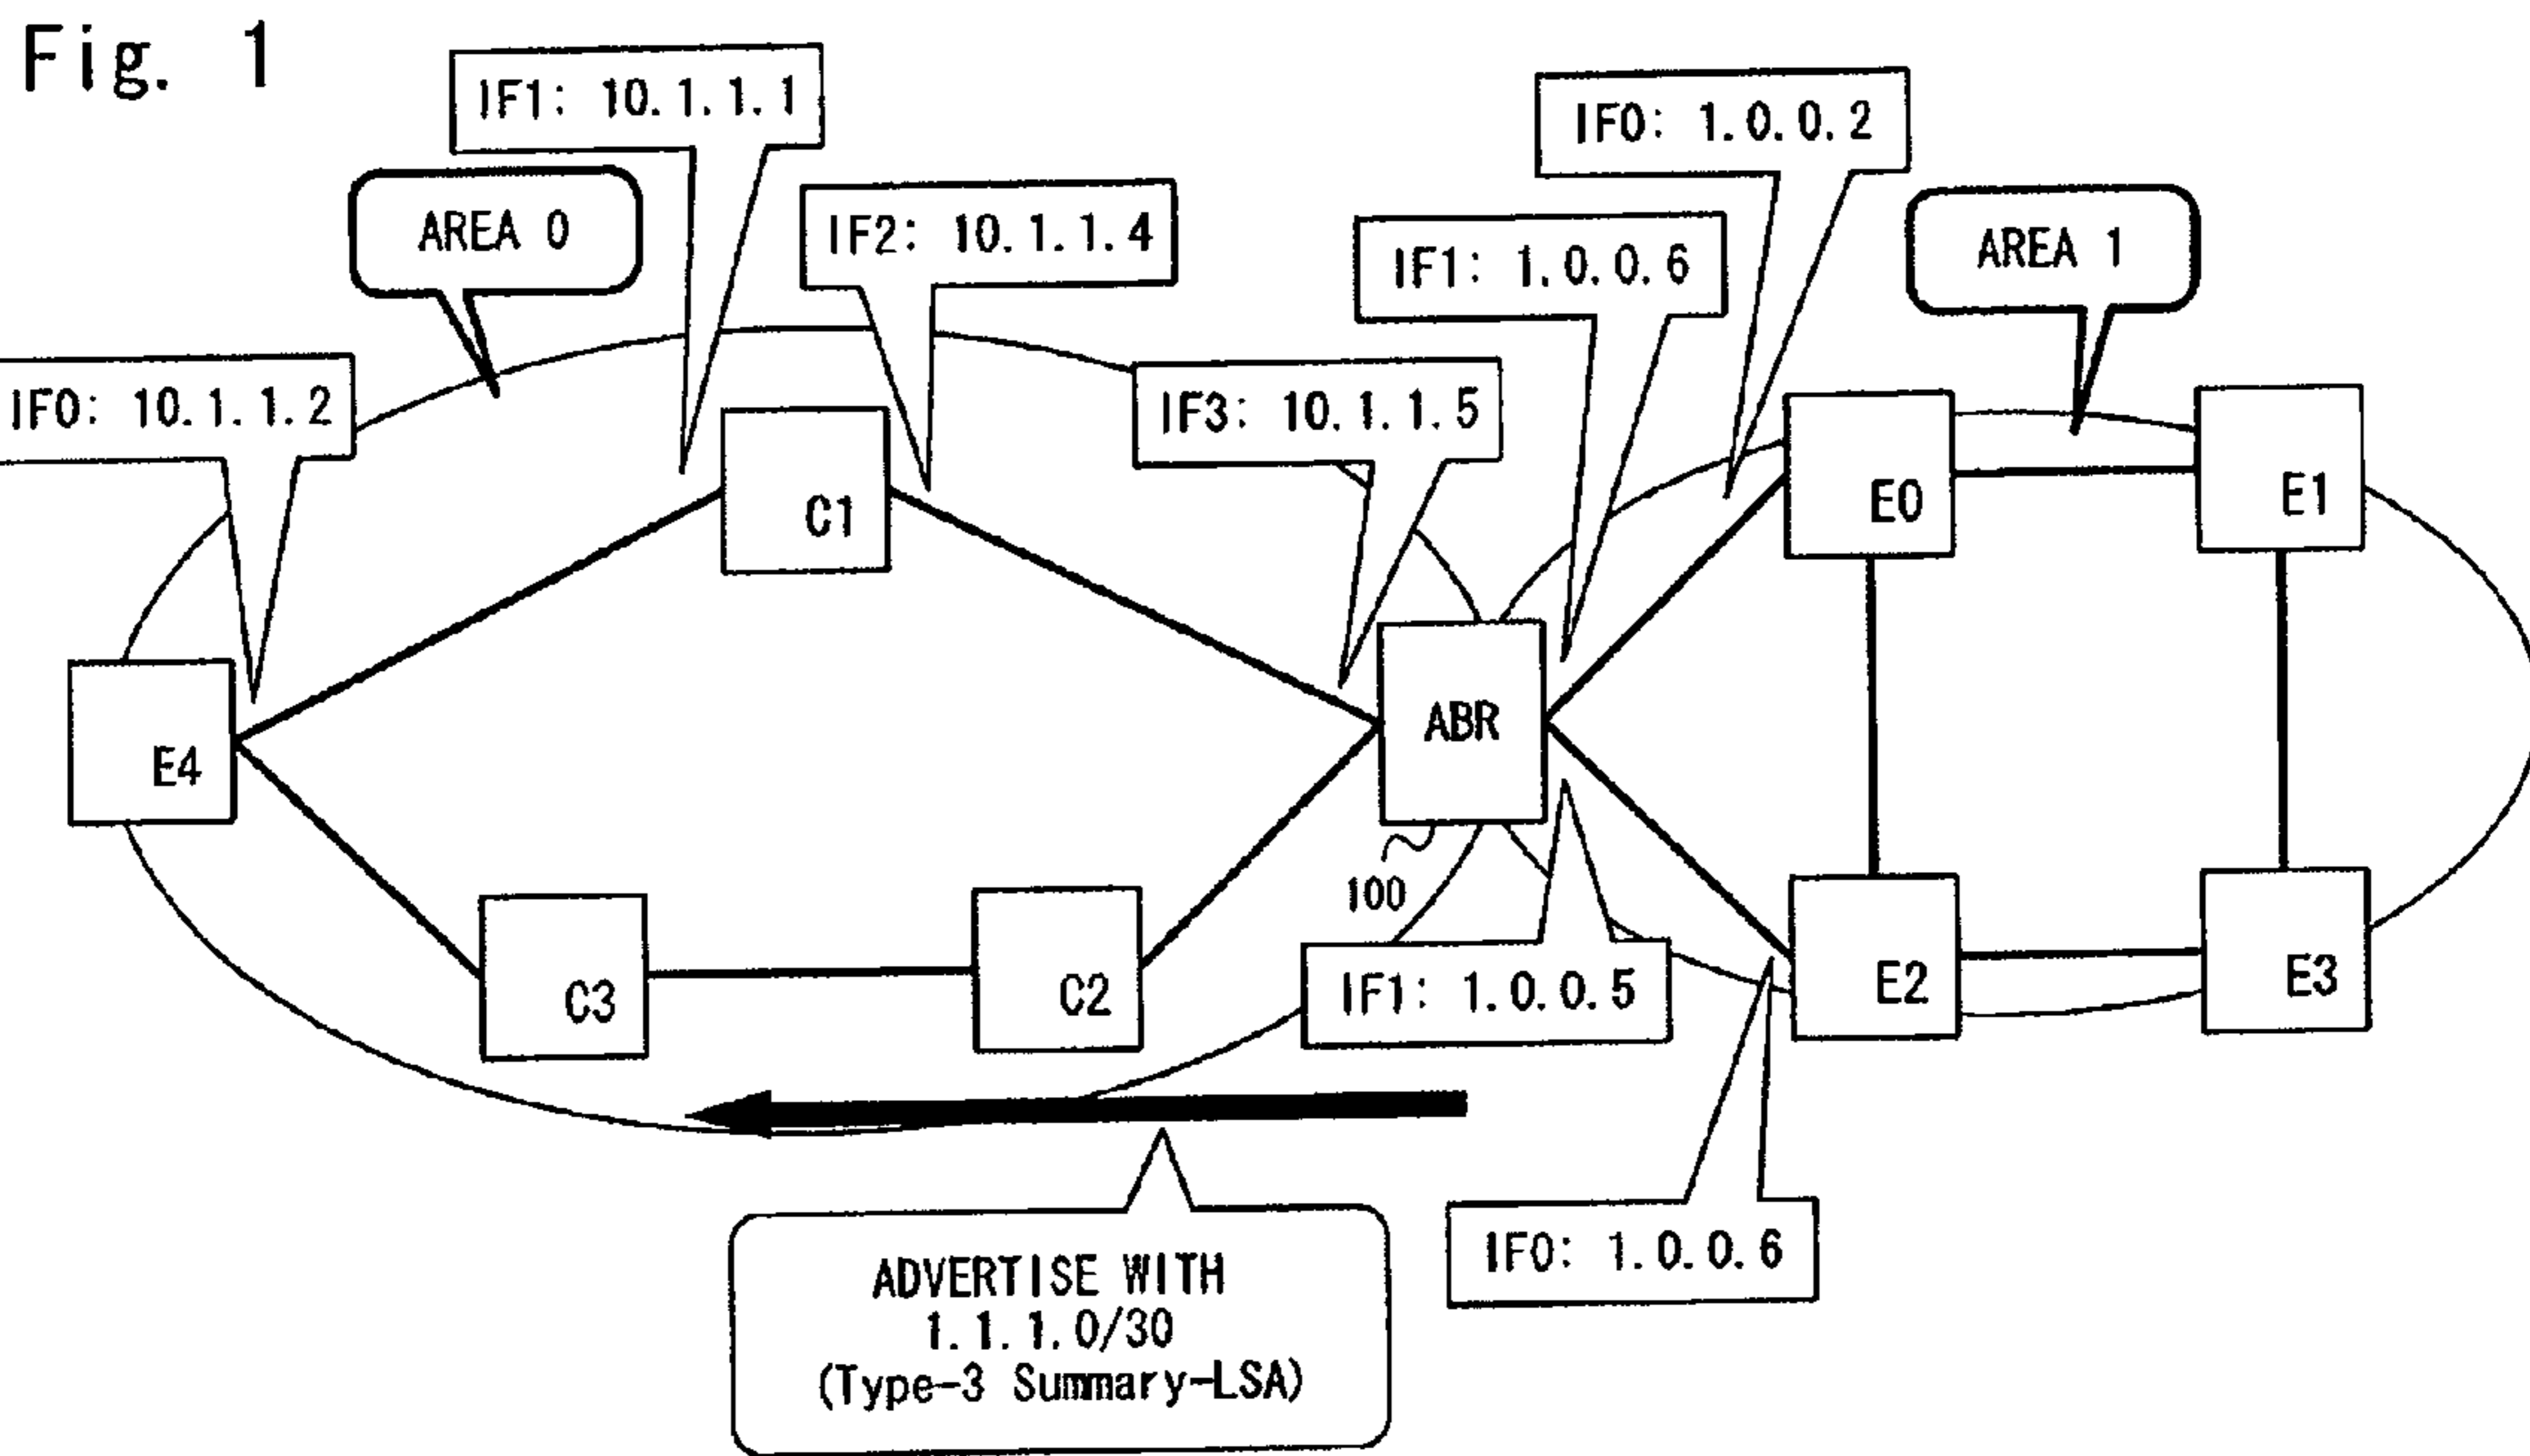 Fig. 1
IF1: 10.1.1.1
IF0: 1.0.0.2
AREA 0
IF2: 10.1.1.4
IF1: 1.0.0.6
AREA 1
IF0: 10.1.1.2
IF3: 10.1.1.5
C1
E0
E1
E4
ABR
100
C3
C2
IF1: 1.0.0.5
E2
E3
IF0: 1.0.0.6
ADVERTISE WITH
1.1.1.0/30
(Type-3 Summary-LSA)